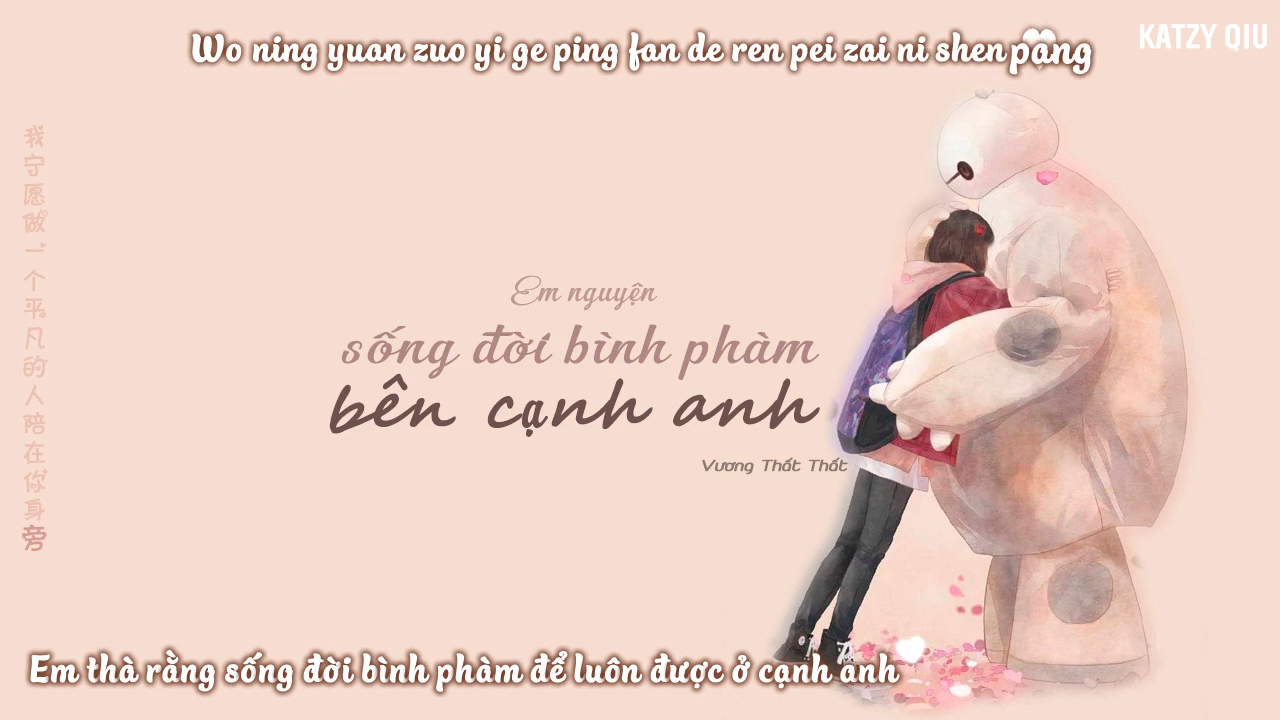 Wo ning yuan zuo yi ge ping fan de ren pei zai ni shen pang
KATZY QIU
我宁愿做一个平凡的人陪在你身旁
Em nguyện
sống đời bình phàm
bên cạnh anh
Vương Thất Thất
Em thà rằng sống đời bình phàm để luôn được ở cạnh anh